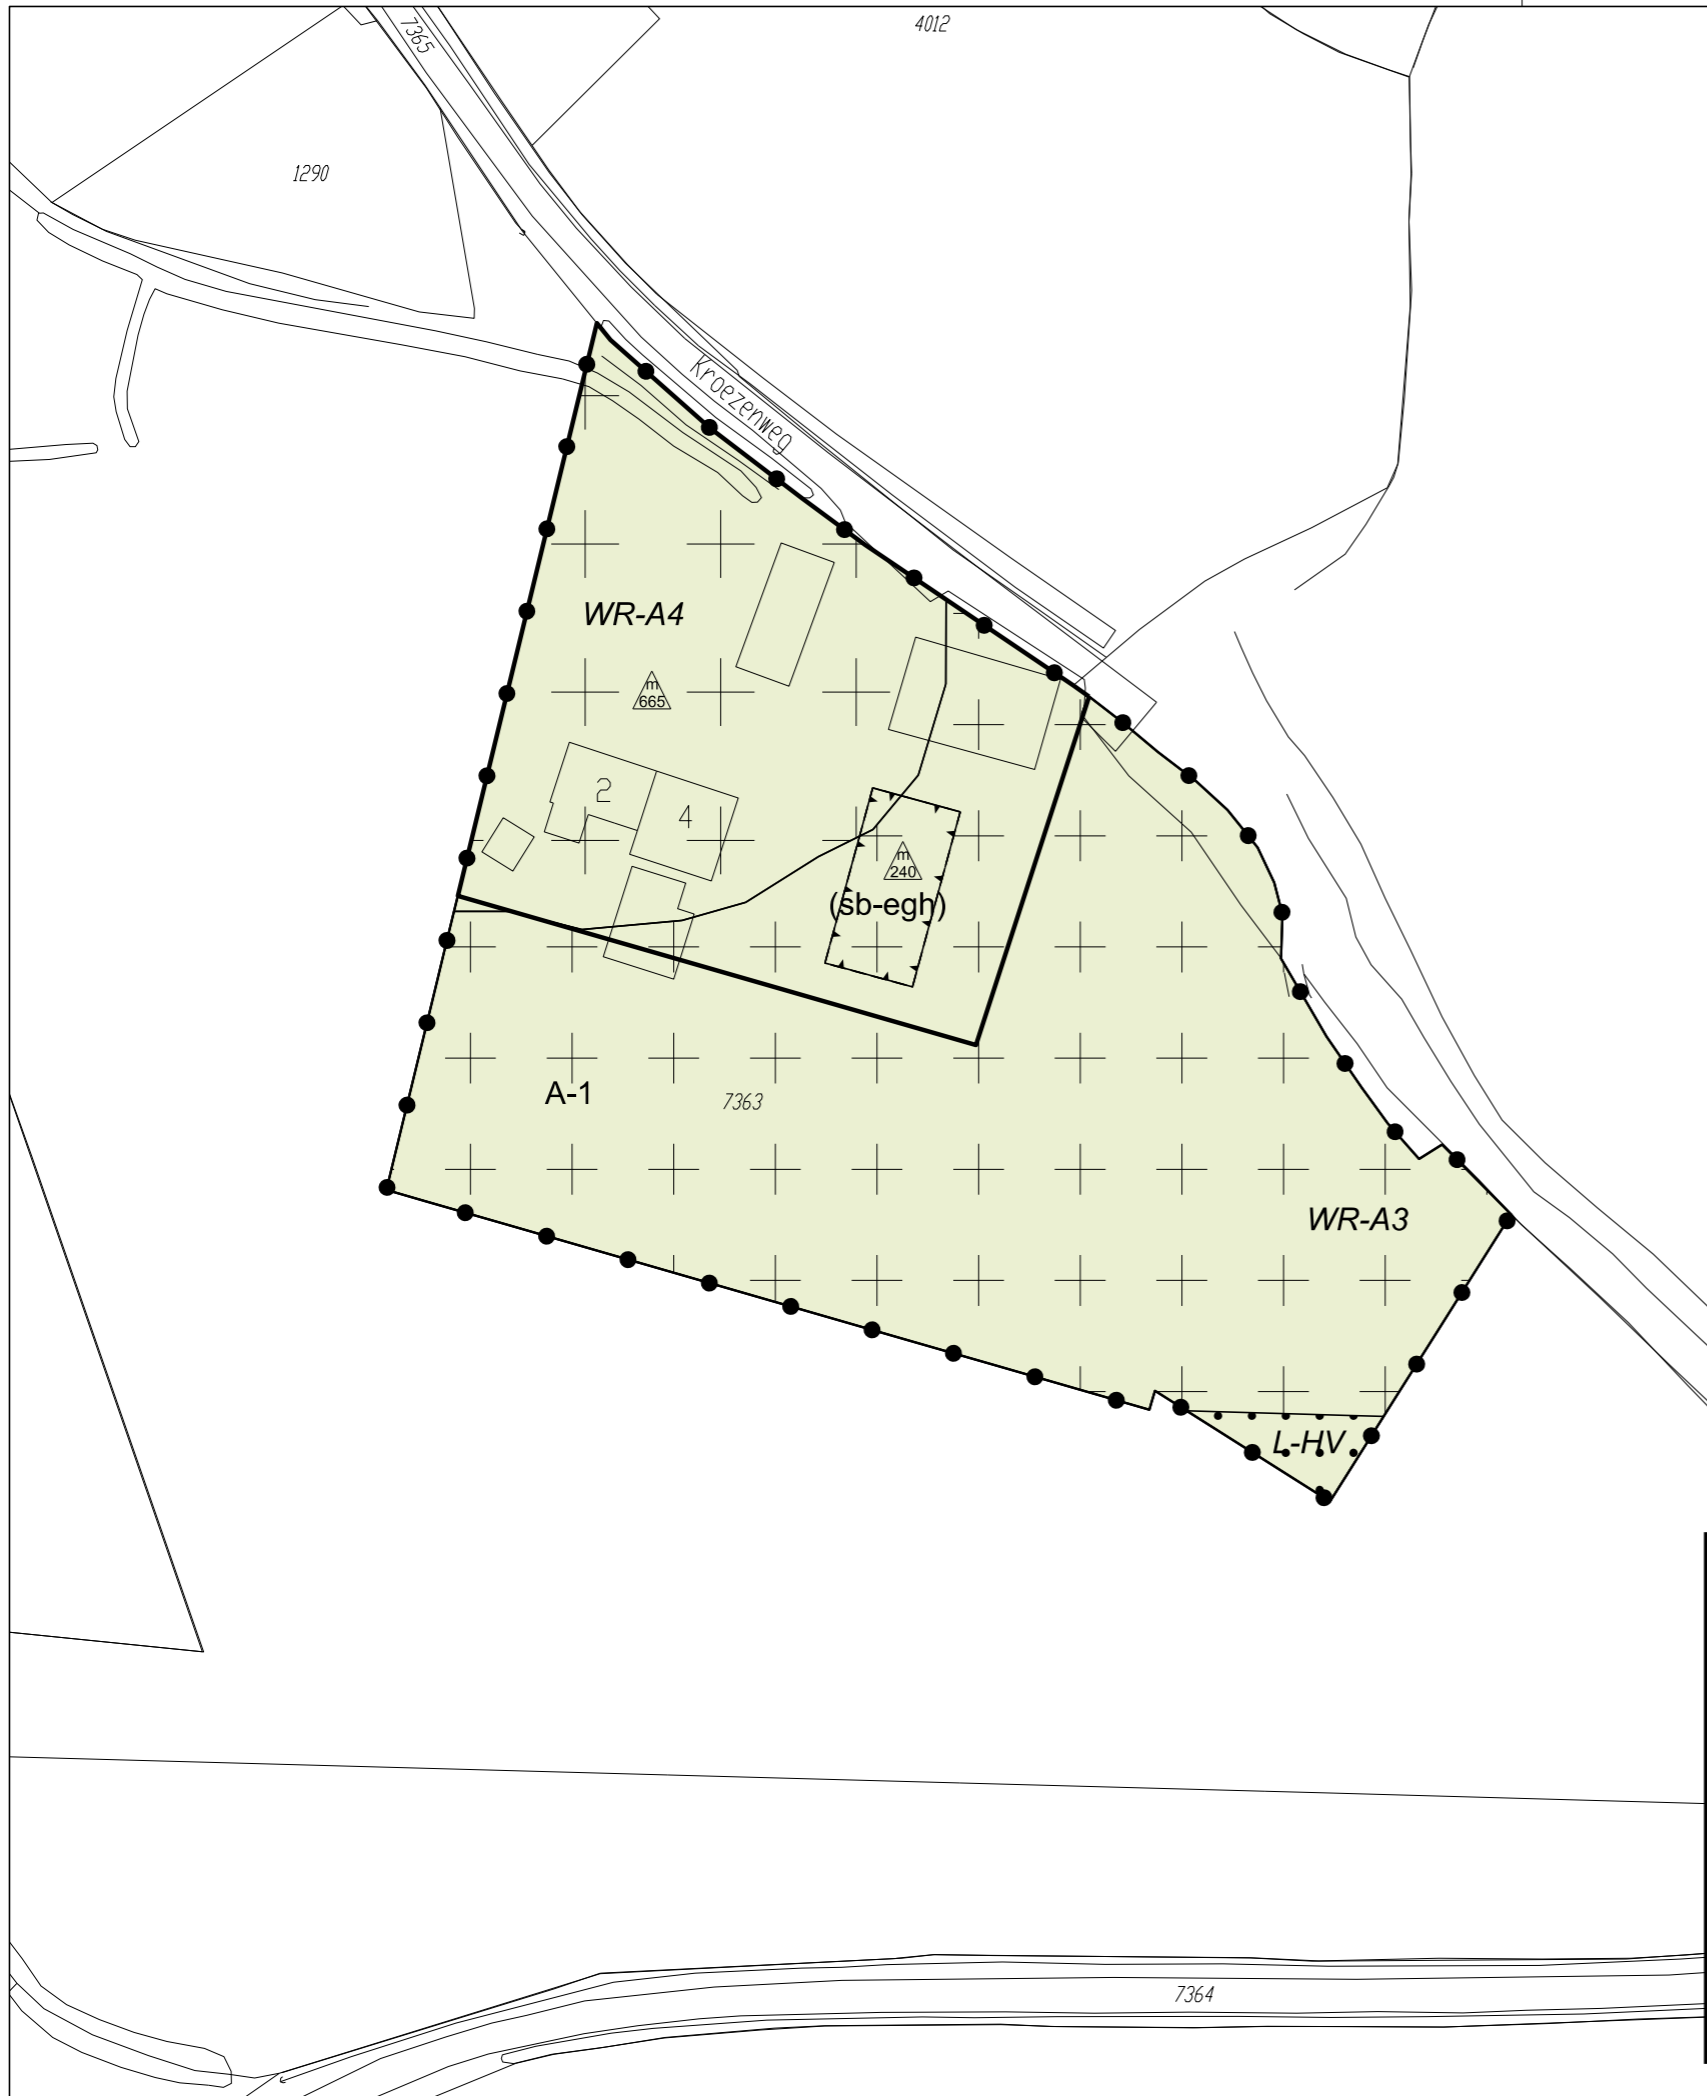 4012
7365
1290
Kroezenweg
WR-A4
m
665
2
4
m
240
(sb-egh)
A-1
7363
WR-A3
L-HV
7364